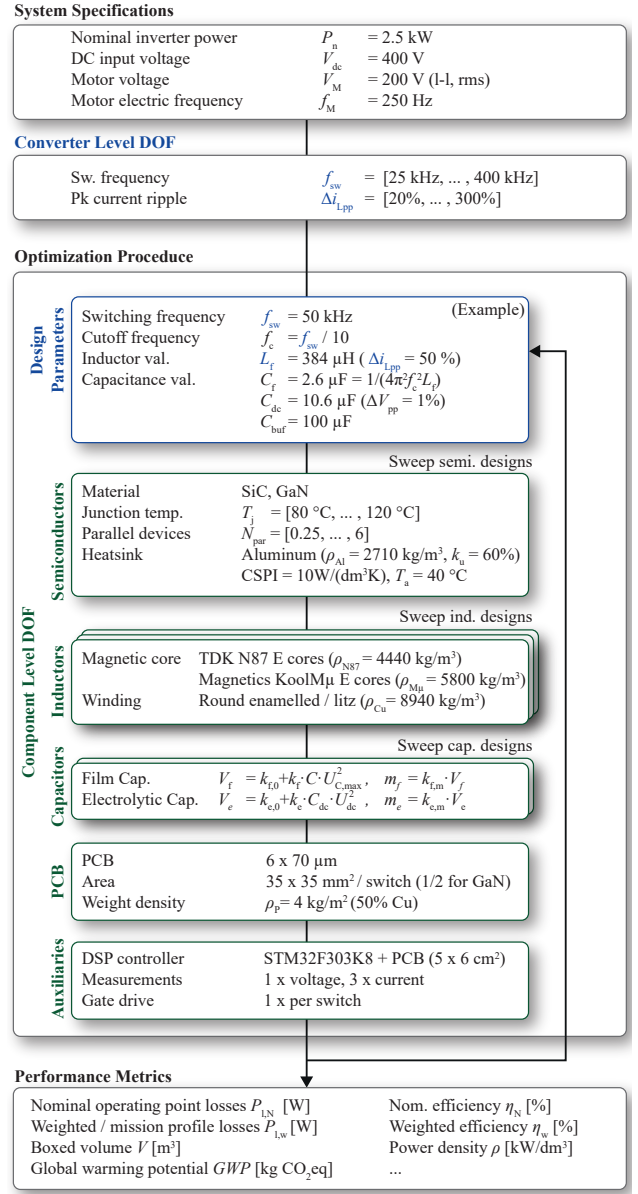 System Specifications
Nominal inverter power P_n = 2.5 kW
DC input voltage V_dc = 400 V
Motor voltage V_M = 200 V (l-l, rms)
Motor electric frequency f_M = 250 Hz
Converter Level DOF
Sw. frequency f_sw = [25 kHz, ... , 400 kHz]
Pk current ripple Δi_Lpp = [20%, ... , 300%]
Optimization Procedure
Design Parameters
(Example)
Switching frequency f_sw = 50 kHz
Cutoff frequency f_c = f_sw / 10
Inductor val. L_f = 384 µH ( Δi_Lpp = 50 %)
Capacitance val. C_f = 2.6 µF = 1/(4π²f_c²L_f)
C_dc = 10.6 µF (ΔV_pp = 1%)
C_buf = 100 µF
Sweep semi. designs
Component Level DOF
Semiconductors
Material SiC, GaN
Junction temp. T_j = [80 °C, ... , 120 °C]
Parallel devices N_par = [0.25, ... , 6]
Heatsink Aluminum (ρ_Al = 2710 kg/m³, k_u = 60%)
CSPI = 10W/(dm³K), T_a = 40 °C
Sweep ind. designs
Inductors
Magnetic core TDK N87 E cores (ρ_N87 = 4440 kg/m³)
Magnetics KoolMµ E cores (ρ_Mµ = 5800 kg/m³)
Winding Round enamelled / litz (ρ_Cu = 8940 kg/m³)
Sweep cap. designs
Capacitors
Film Cap. V_f = k_f,0+k_f·C·U²_C,max , m_f = k_f,m·V_f
Electrolytic Cap. V_e = k_e,0+k_e·C_dc·U²_dc , m_e = k_e,m·V_e
PCB
PCB 6 x 70 µm
Area 35 x 35 mm² / switch (1/2 for GaN)
Weight density ρ_P = 4 kg/m² (50% Cu)
Auxiliaries
DSP controller STM32F303K8 + PCB (5 x 6 cm²)
Measurements 1 x voltage, 3 x current
Gate drive 1 x per switch
Performance Metrics
Nominal operating point losses P_l,N [W] Nom. efficiency η_N [%]
Weighted / mission profile losses P_l,w [W] Weighted efficiency η_w [%]
Boxed volume V [m³] Power density ρ [kW/dm³]
Global warming potential GWP [kg CO₂eq] ...